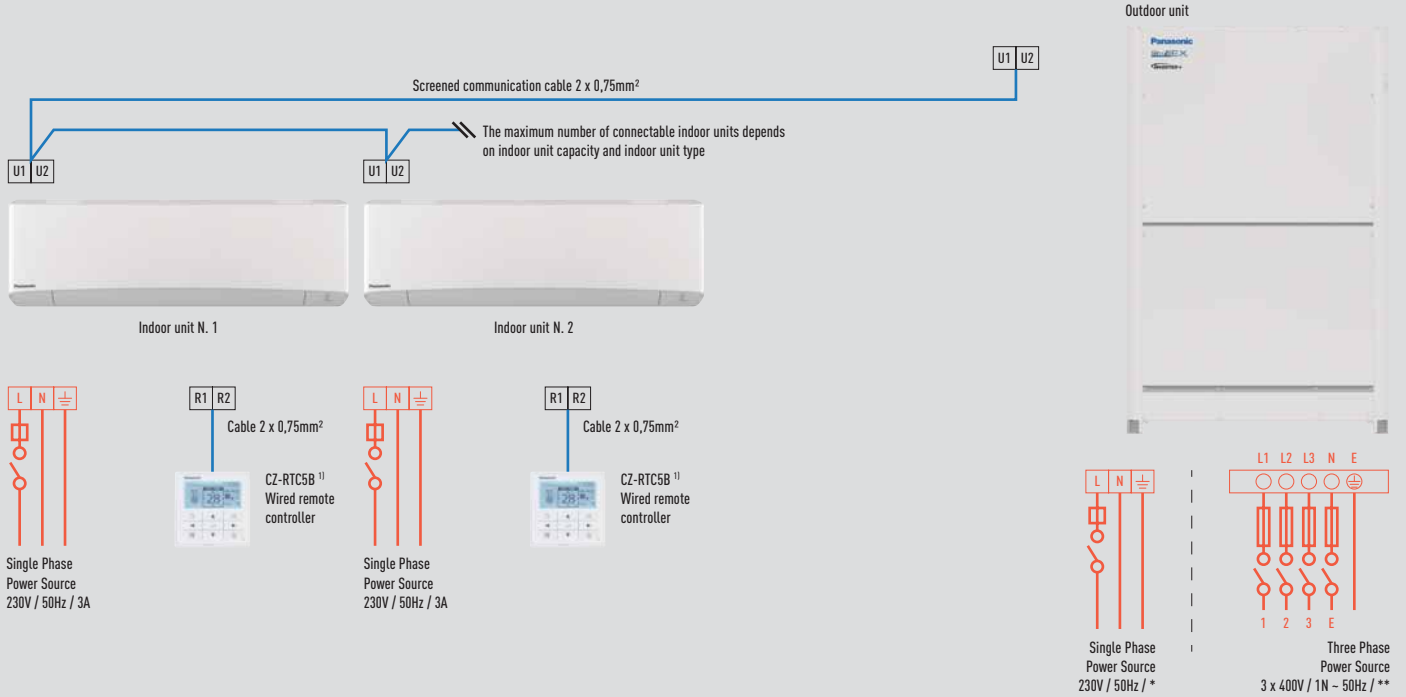 Outdoor unit
Panasonic
U1 U2
Screened communication cable 2 x 0,75mm²
The maximum number of connectable indoor units depends
on indoor unit capacity and indoor unit type
U1 U2
U1 U2
Panasonic
Panasonic
Indoor unit N. 1
Indoor unit N. 2
L N
R1 R2
Cable 2 x 0,75mm²
CZ-RTC5B ¹⁾
Wired remote
controller
Single Phase
Power Source
230V / 50Hz / 3A
L N
R1 R2
Cable 2 x 0,75mm²
CZ-RTC5B ¹⁾
Wired remote
controller
Single Phase
Power Source
230V / 50Hz / 3A
L N
Single Phase
Power Source
230V / 50Hz / *
L1 L2 L3 N E
1 2 3 E
Three Phase
Power Source
3 x 400V / 1N ~ 50Hz / **